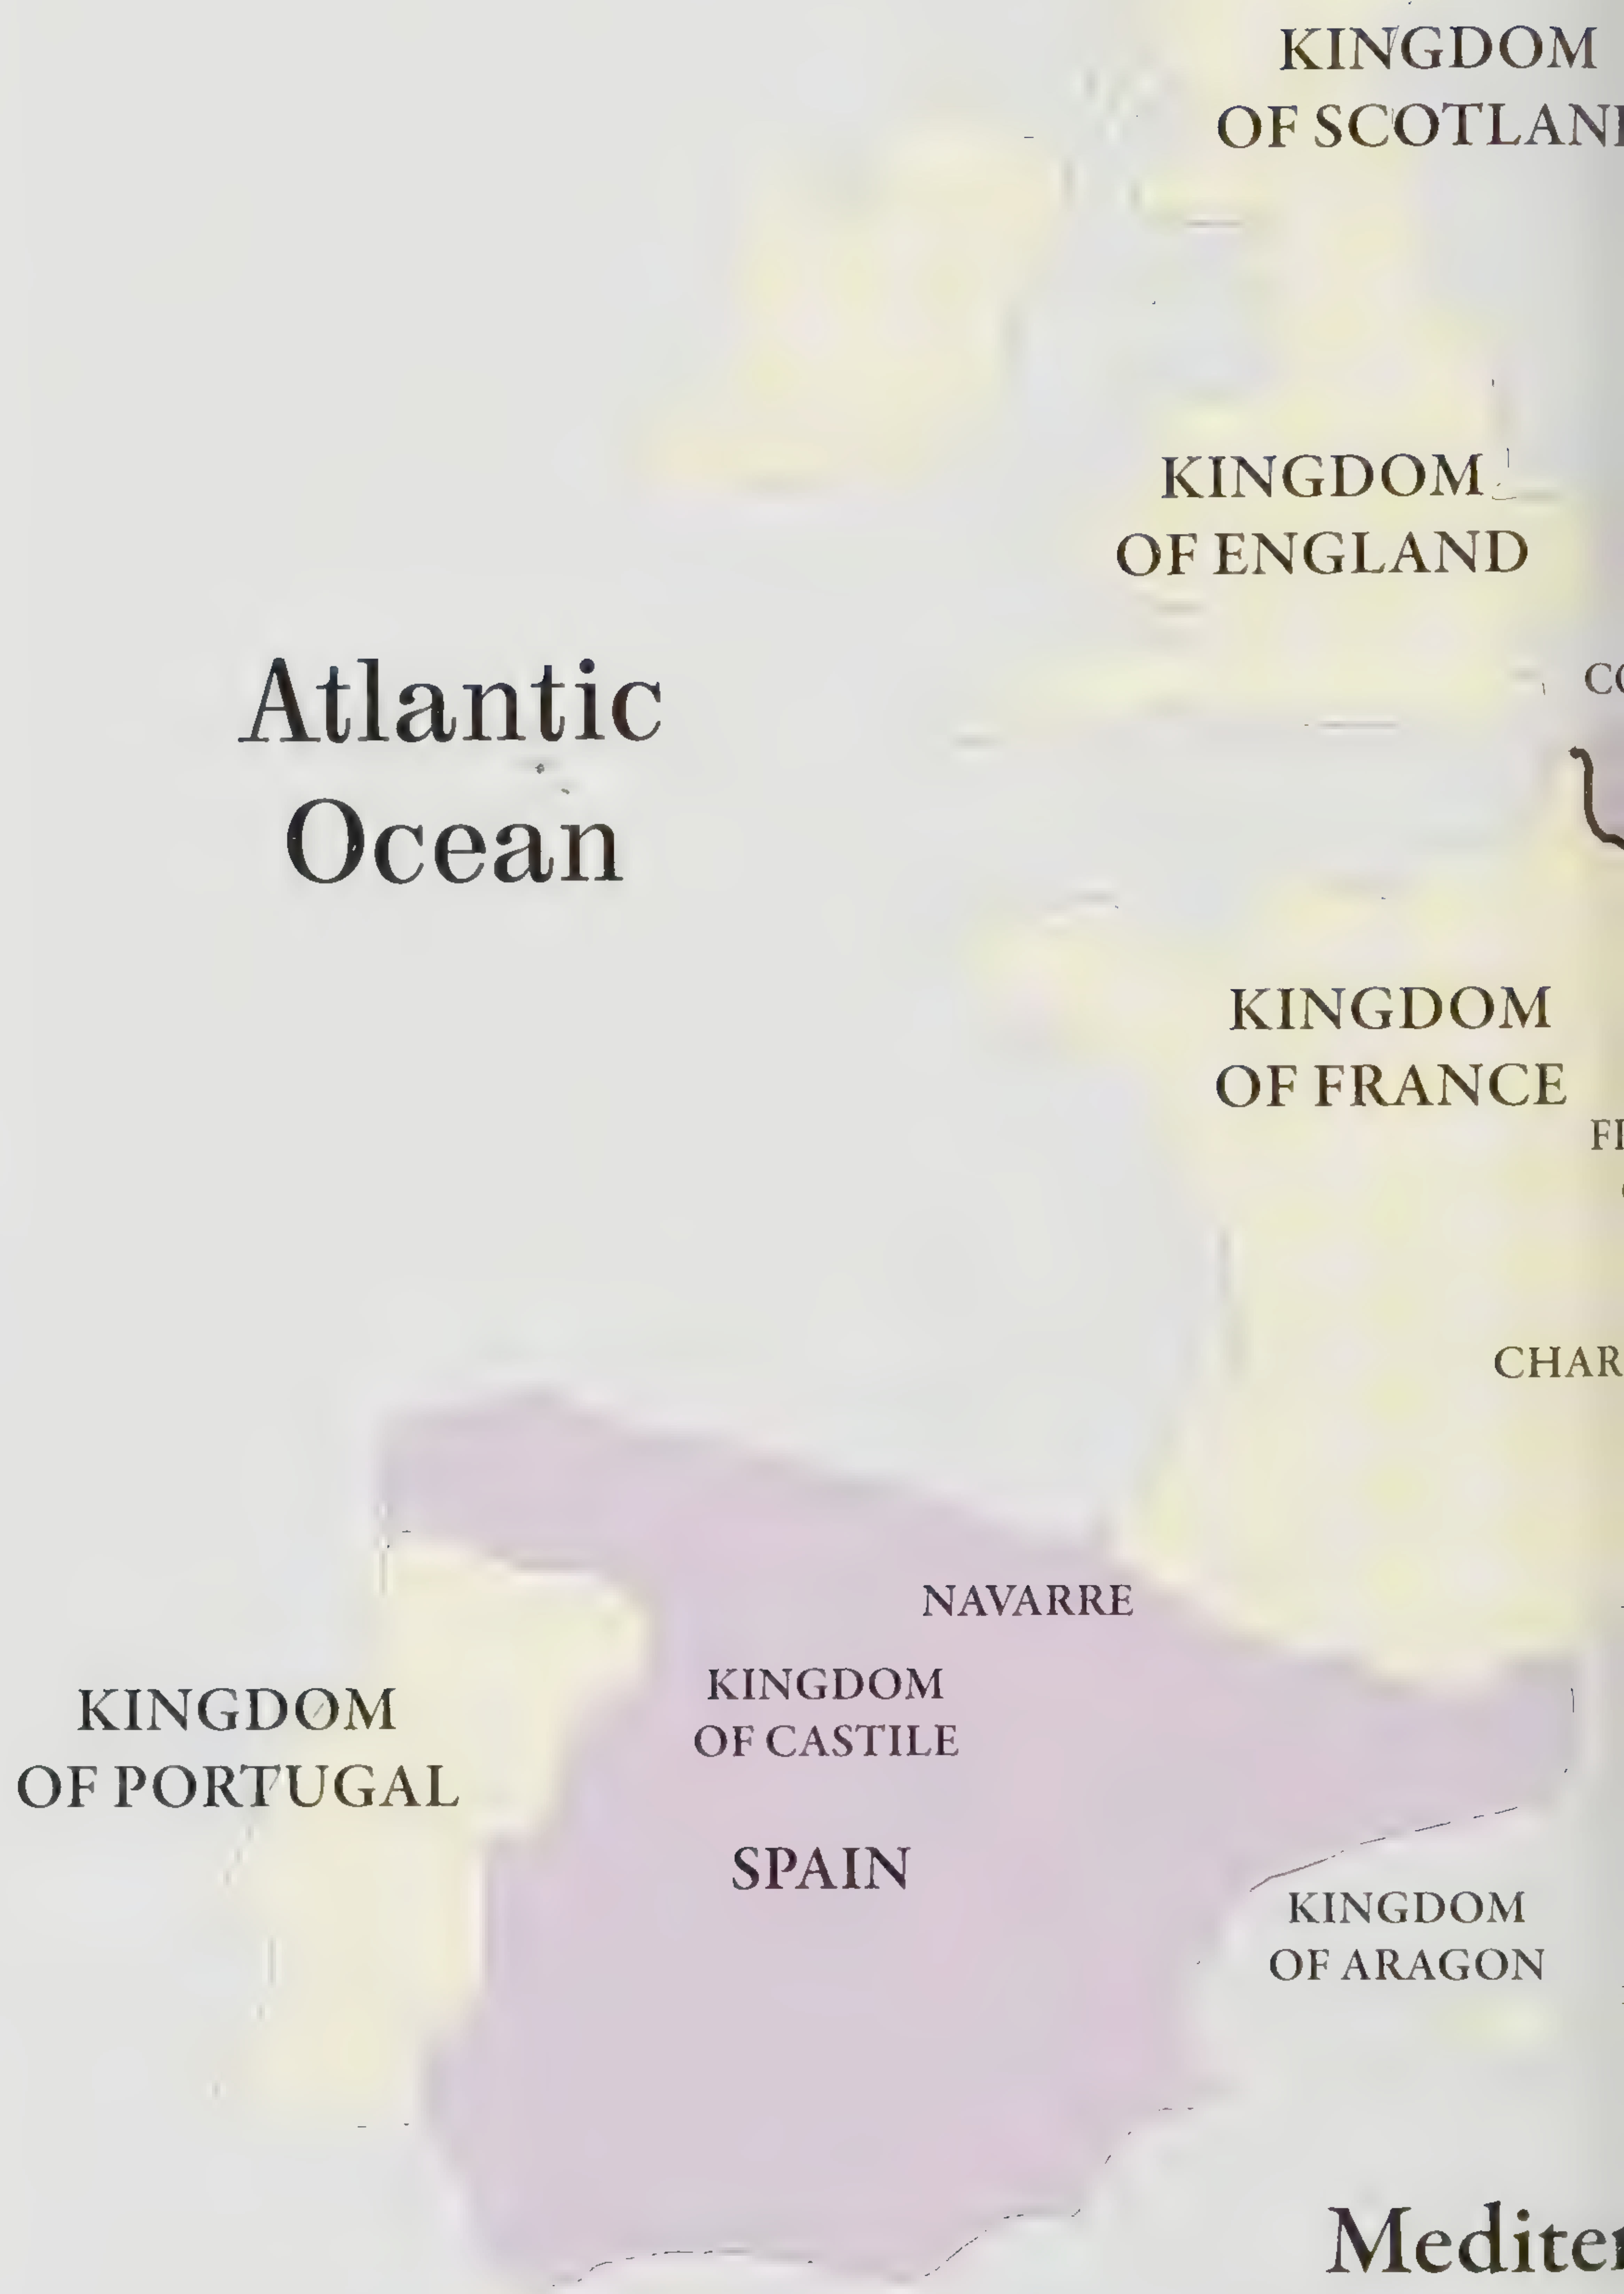 KINGDOM
OF SCOTLAN
KINGDOM
OF ENGLAND
Atlantic
Ocean
CO
KINGDOM
OF FRANCE
CHAR
NAVARRE
KINGDOM
OF CASTILE
KINGDOM
OF PORTUGAL
SPAIN
KINGDOM
OF ARAGON
Mediter